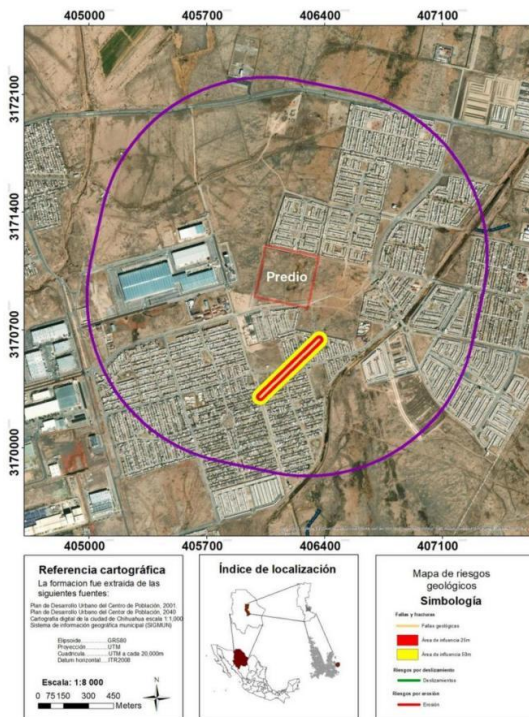 405000 405700 406400 407100
3172100
3171400
3170700
3170000
Predio
405000 405700 406400 407100
Referencia cartográfica
La formacion fue extraida de las
siguientes fuentes:
Plan de Desarrollo Urbano del Centro de Población, 2001.
Plan de Desarrollo Urbano del Centur de Población, 2040
Cartografia digital de la ciudad de Chihuahua escala 1:1,000
Sistema de información geográfica municipal (SIGMUN)
Elipsoide GRS80
Proyección UTM
Cuadrícula UTM a cada 20,000m
Datum horizontal ITR2008
Escala: 1:8 000
0 75 150 300 450
Meters
N
Índice de localización
Mapa de riesgos
geológicos
Simbología
Fallas y fracturas
Fallas geológicas
Área de influencia 25m
Área de influencia 53m
Riesgos por deslizamiento
Deslizamientos
Riesgos por erosión
Erosión